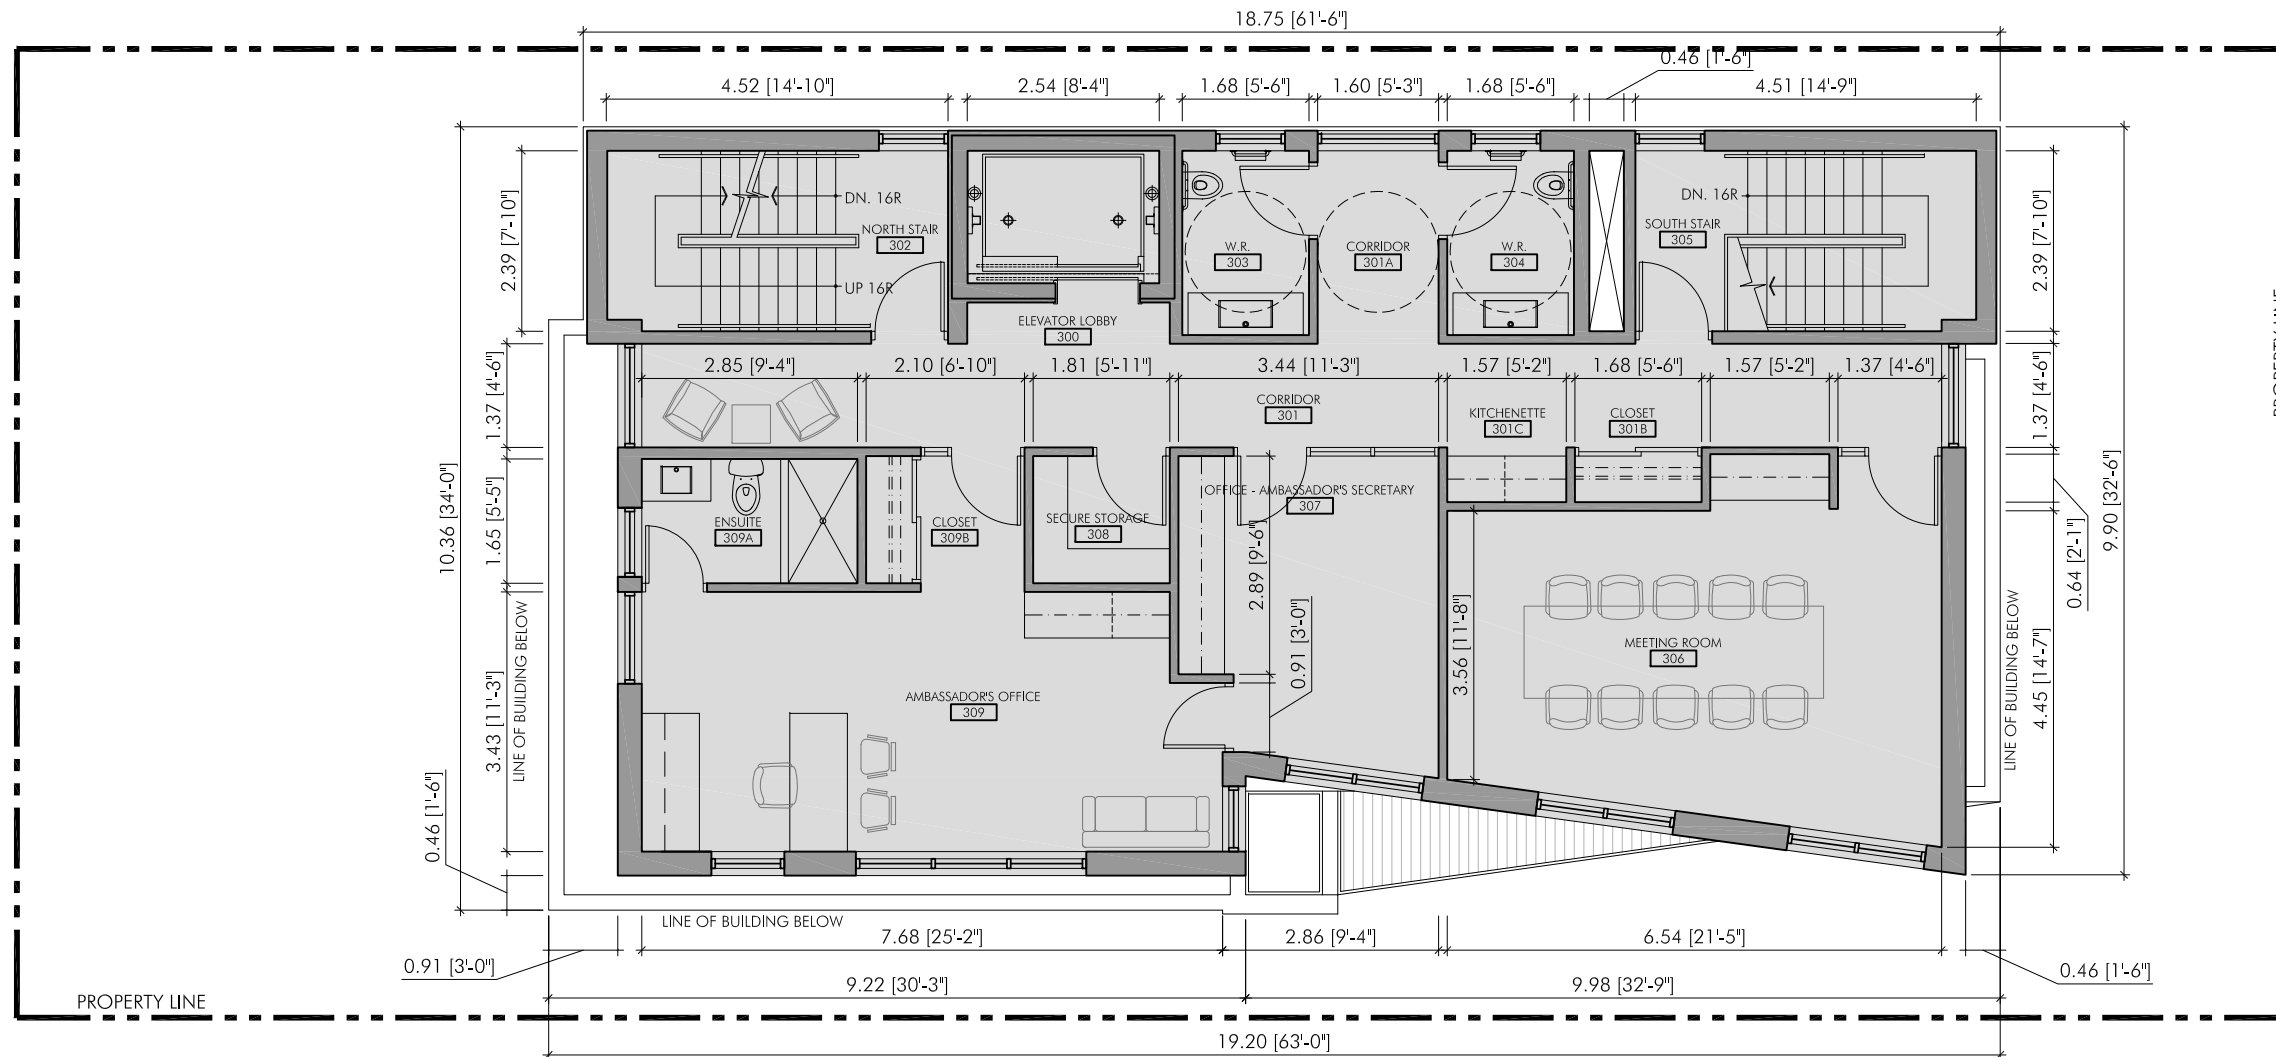 18.75 [61'-6"]
0.46 [1'-6"]
4.52 [14'-10"]
2.54 [8'-4"]
1.68 [5'-6"]
1.60 [5'-3"]
1.68 [5'-6"]
4.51 [14'-9"]
2.39 [7'-10"]
DN. 16R
NORTH STAIR
302
UP 16R
W.R.
303
CORRIDOR
301A
W.R.
304
DN. 16R
SOUTH STAIR
305
2.39 [7'-10"]
ELEVATOR LOBBY
300
1.37 [4'-6"]
2.85 [9'-4"]
2.10 [6'-10"]
1.81 [5'-11"]
3.44 [11'-3"]
1.57 [5'-2"]
1.68 [5'-6"]
1.57 [5'-2"]
1.37 [4'-6"]
1.37 [4'-6"]
CORRIDOR
301
KITCHENETTE
301C
CLOSET
301B
10.36 [34'-0"]
1.65 [5'-5"]
ENSUITE
309A
CLOSET
309B
SECURE STORAGE
308
OFFICE - AMBASSADOR'S SECRETARY
307
2.89 [9'-6"]
0.91 [3'-0"]
3.56 [11'-8"]
MEETING ROOM
306
9.90 [32'-6"]
0.64 [2'-1"]
4.45 [14'-7"]
LINE OF BUILDING BELOW
LINE OF BUILDING BELOW
3.43 [11'-3"]
0.46 [1'-6"]
AMBASSADOR'S OFFICE
309
LINE OF BUILDING BELOW
7.68 [25'-2"]
2.86 [9'-4"]
6.54 [21'-5"]
0.91 [3'-0"]
0.46 [1'-6"]
9.22 [30'-3"]
9.98 [32'-9"]
PROPERTY LINE
19.20 [63'-0"]